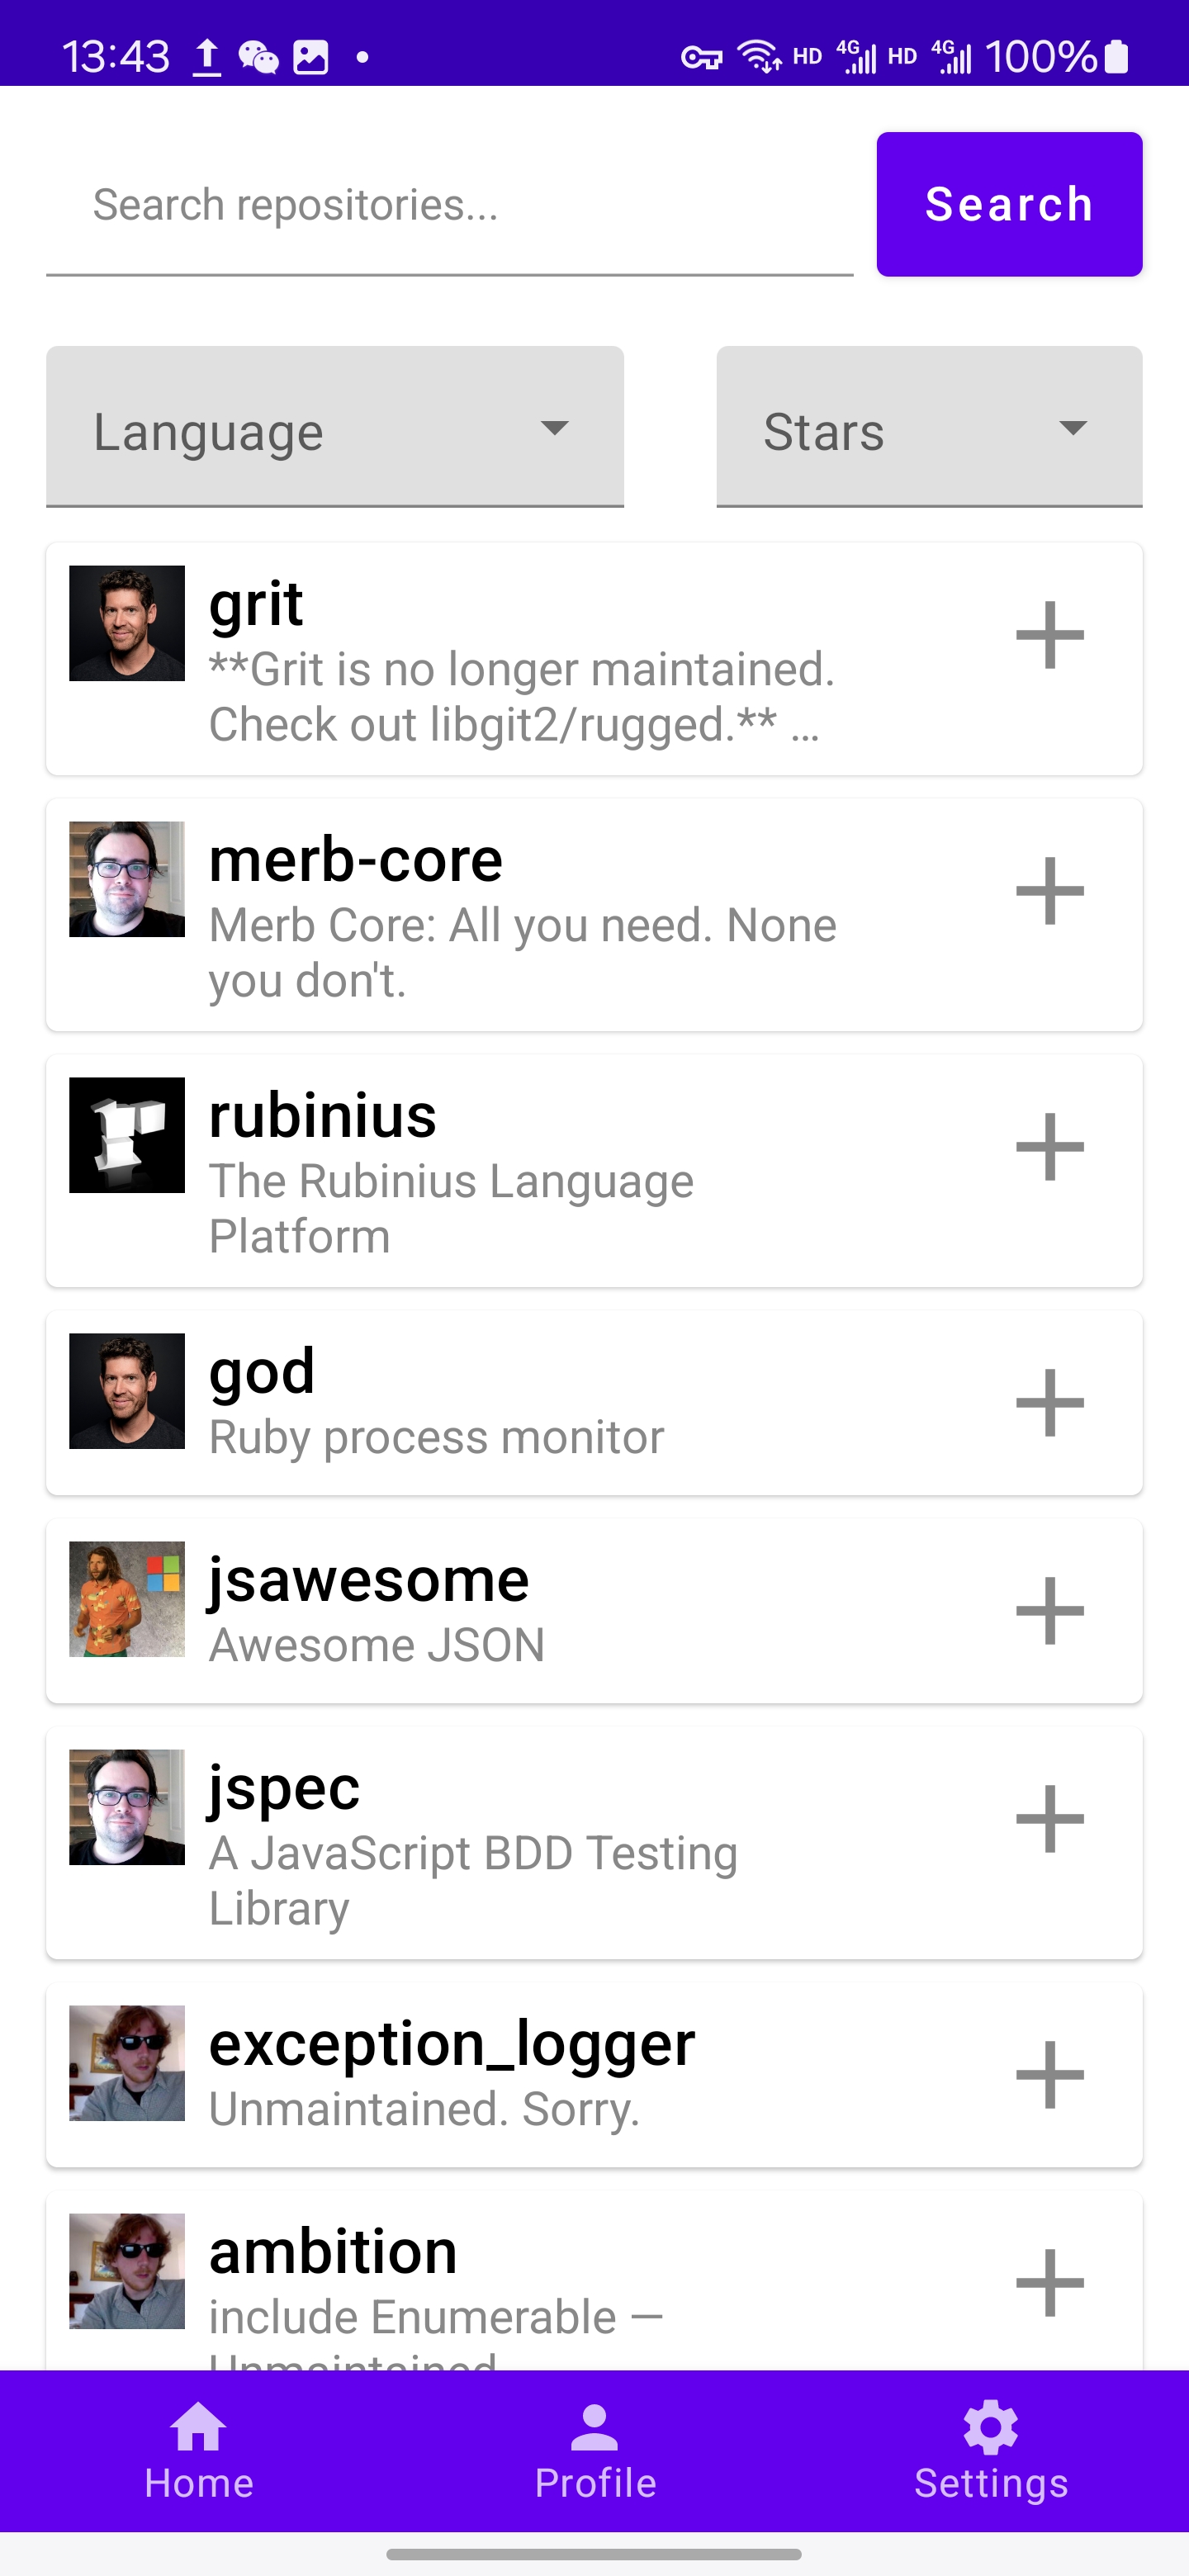 13:43 HD 4G HD 4G 100%
Search repositories...
Search
Language
Stars
grit
**Grit is no longer maintained.
Check out libgit2/rugged.** ...
merb-core
Merb Core: All you need. None
you don't.
rubinius
The Rubinius Language
Platform
god
Ruby process monitor
jsawesome
Awesome JSON
jspec
A JavaScript BDD Testing
Library
exception_logger
Unmaintained. Sorry.
ambition
include Enumerable —
Unmaintained
Home
Profile
Settings